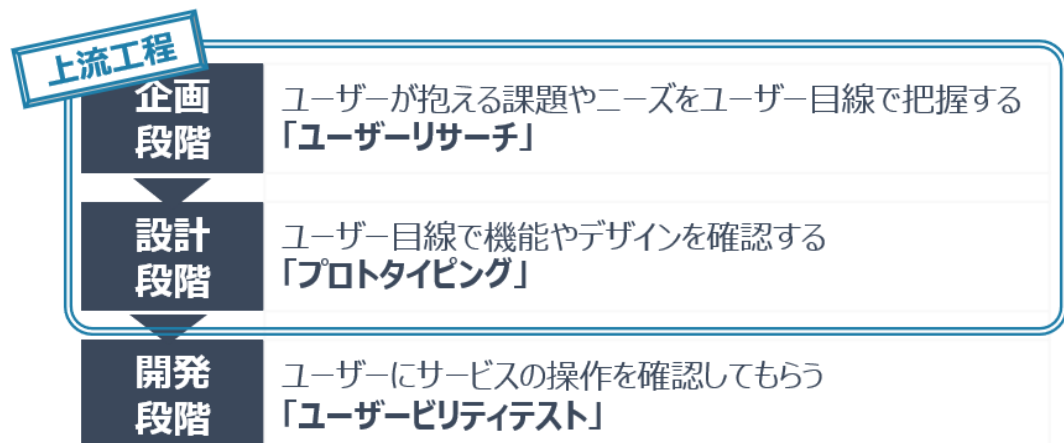 上流工程
企画
段階
ユーザーが抱える課題やニーズをユーザー目線で把握する
「ユーザーリサーチ」
設計
段階
ユーザー目線で機能やデザインを確認する
「プロトタイピング」
開発
段階
ユーザーにサービスの操作を確認してもらう
「ユーザービリティテスト」